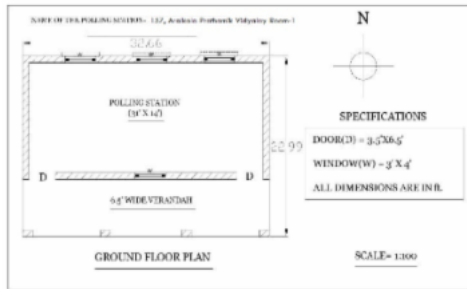 NAME OF THE POLLING STATION- 137, Prathamik Vidyalay Room-1
N
32.66
POLLING STATION
(31' X 14')
22.99
SPECIFICATIONS
DOOR(D) = 3.5'X6.5'
WINDOW(W) = 3' X 4'
ALL DIMENSIONS ARE IN ft.
D
D
6.5' WIDE VERANDAH
GROUND FLOOR PLAN
SCALE= 1:100